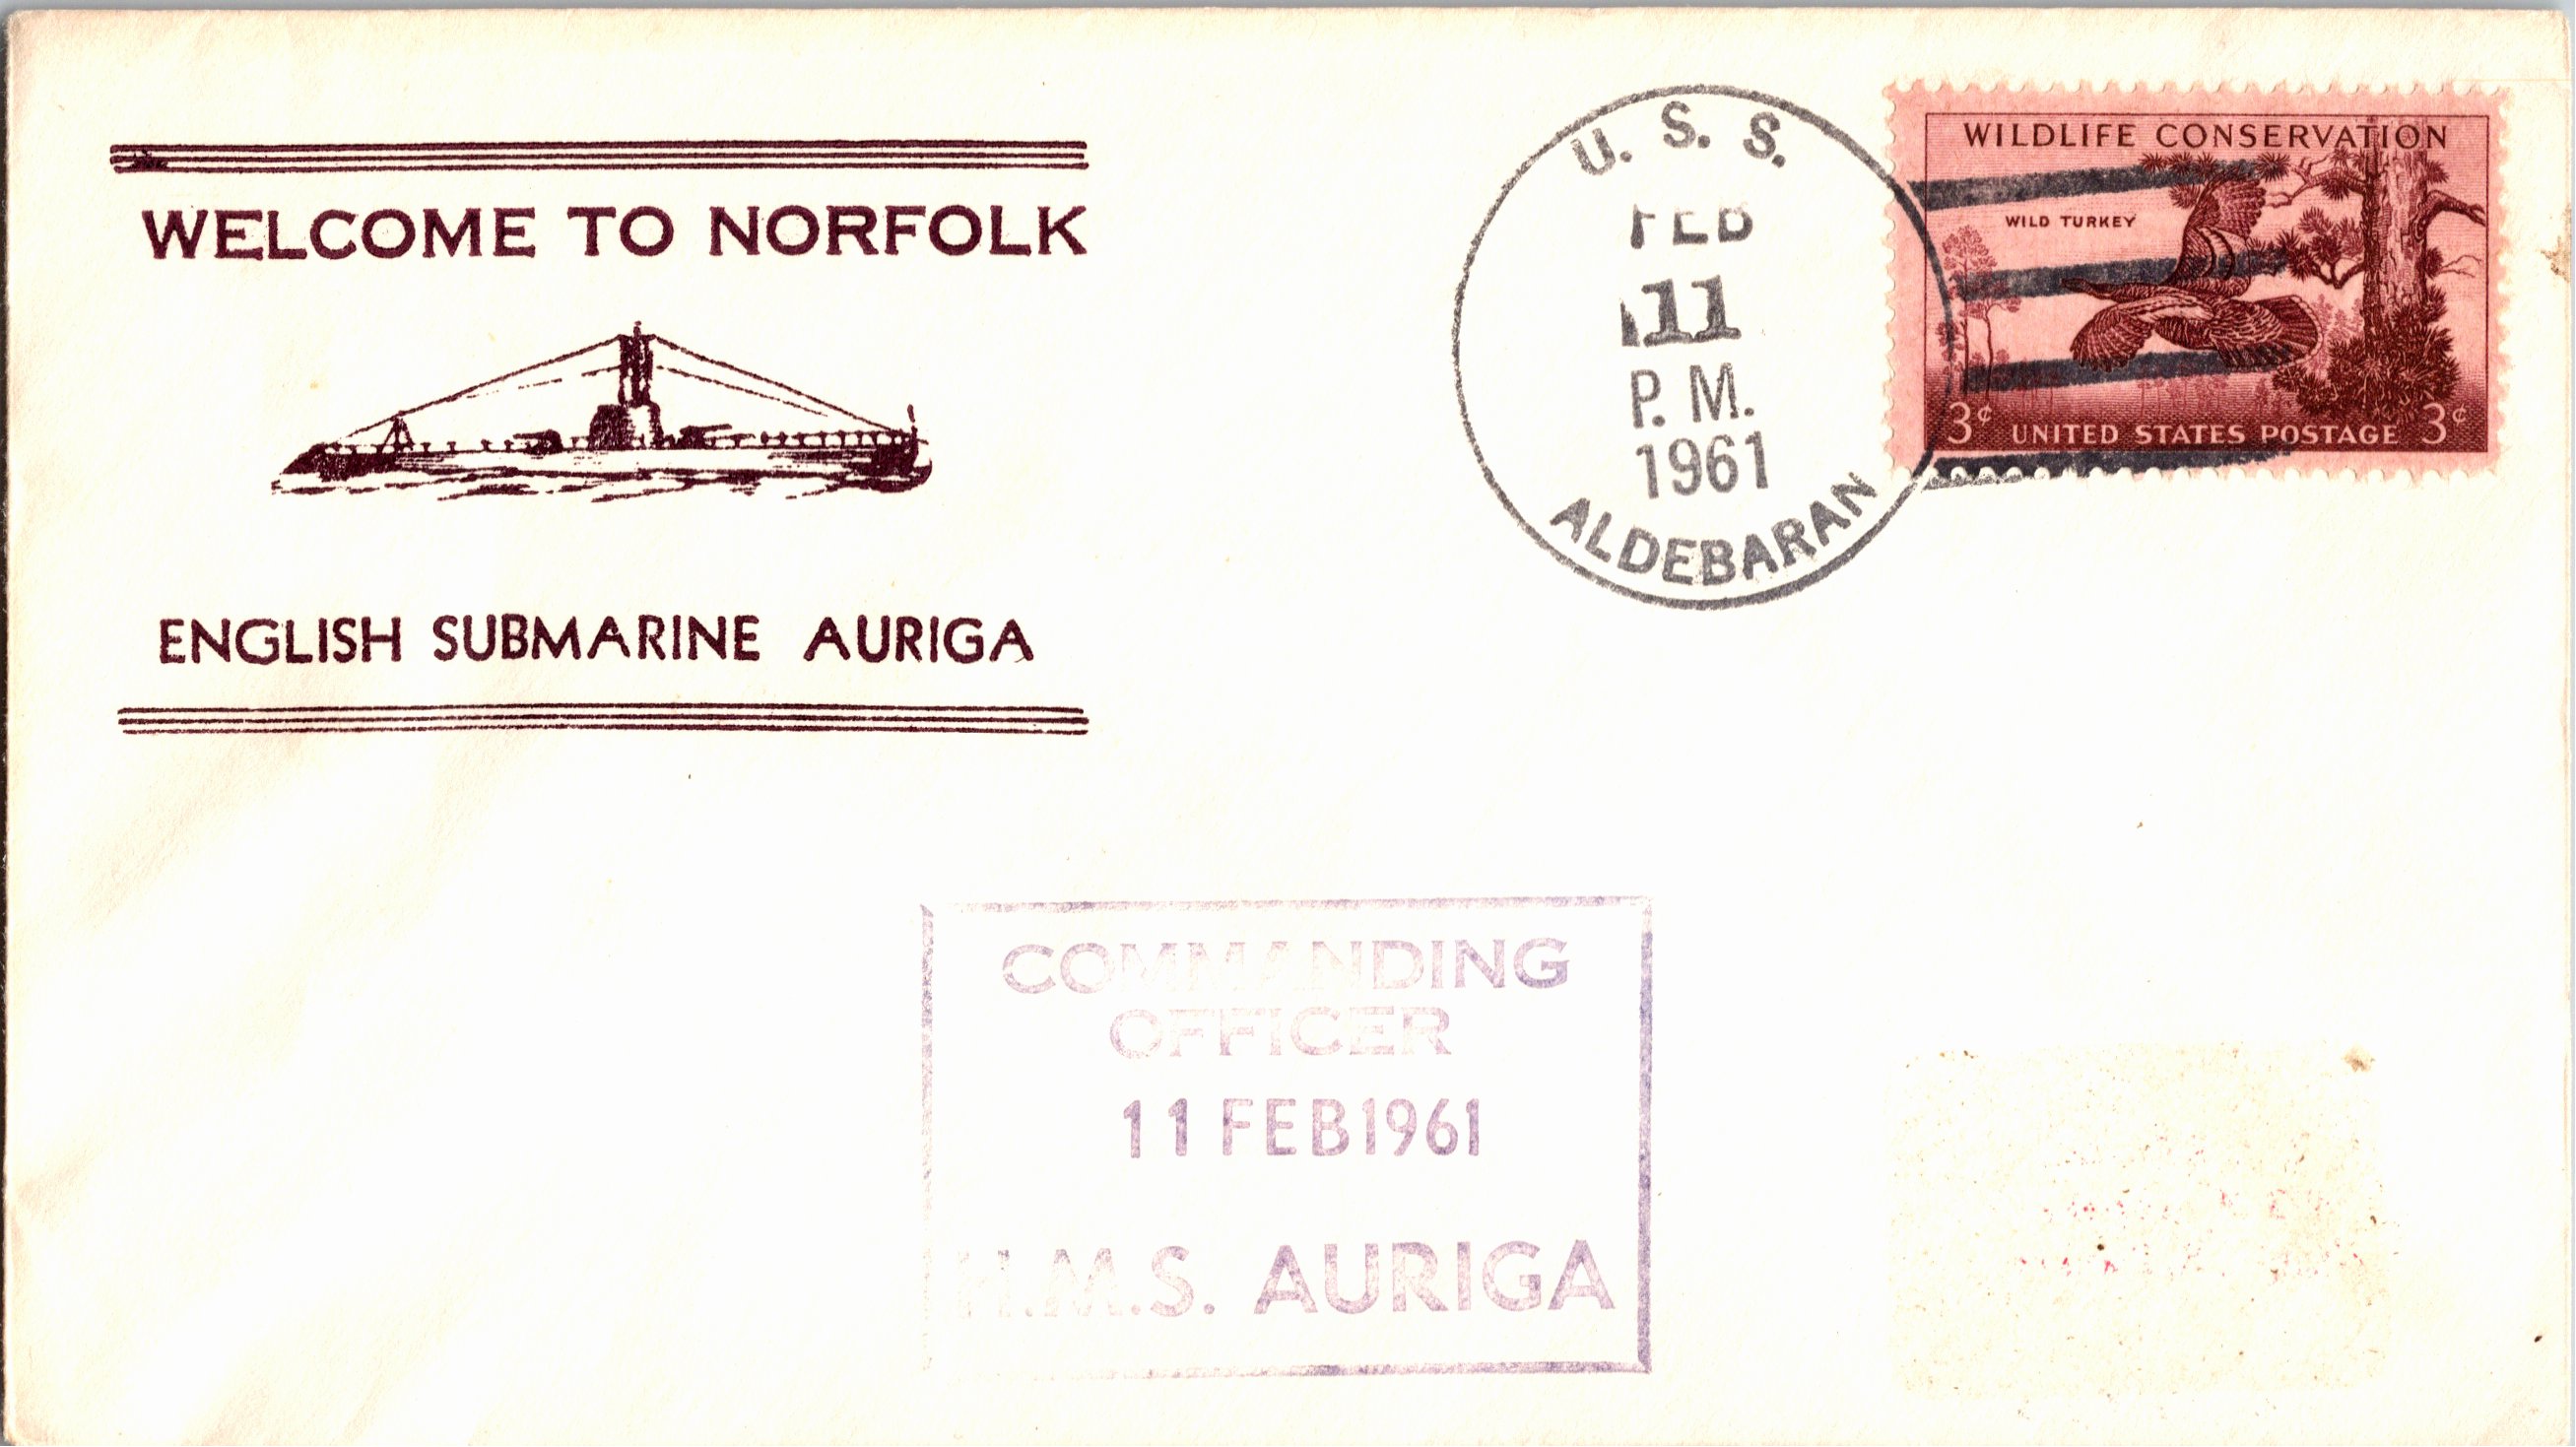 WELCOME TO NORFOLK
ENGLISH SUBMARINE AURIGA
U. S. S.
FEB
11
P. M.
1961
ALDEBARAN
WILDLIFE CONSERVATION
WILD TURKEY
3¢ UNITED STATES POSTAGE 3¢
COMMANDING
OFFICER
11 FEB 1961
H.M.S. AURIGA